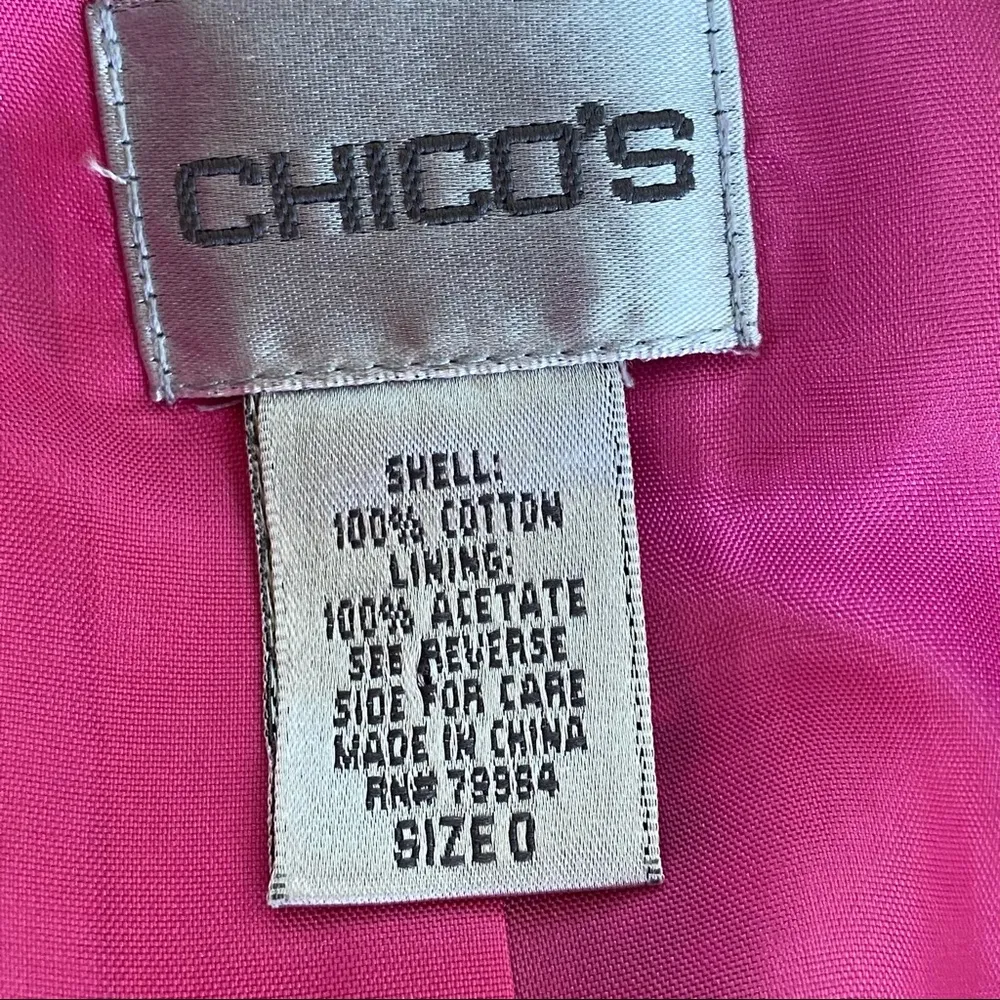 CHICO'S
SHELL:
100% COTTON
LINING:
100% ACETATE
SEE REVERSE
SIDE FOR CARE
MADE IN CHINA
RN# 79984
SIZE 0